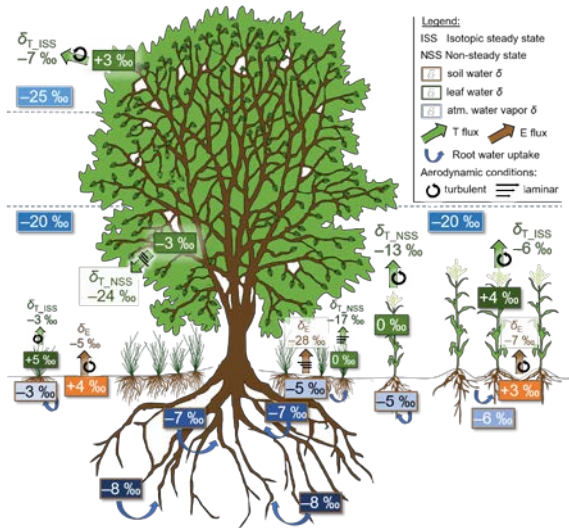 δT_ISS
−7 ‰
+3 ‰
−25 ‰
−20 ‰
−3 ‰
δT_NSS
−24 ‰
δT_ISS
−3 ‰
δE
−5 ‰
+5 ‰
−3 ‰
+4 ‰
δE
−28 ‰
δT_NSS
−17 ‰
0 ‰
−5 ‰
−7 ‰
−7 ‰
−8 ‰
−8 ‰
Legend:
ISS Isotopic steady state
NSS Non-steady state
δ soil water δ
δ leaf water δ
δ atm. water vapor δ
T flux
E flux
Root water uptake
Aerodynamic conditions:
turbulent
laminar
−20 ‰
δT_NSS
−13 ‰
0 ‰
−5 ‰
δT_ISS
−6 ‰
+4 ‰
δE
−7 ‰
+3 ‰
−6 ‰